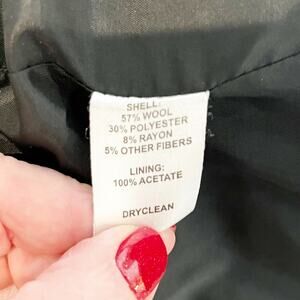 SHELL:
57% WOOL
30% POLYESTER
8% RAYON
5% OTHER FIBERS
LINING:
100% ACETATE
DRYCLEAN